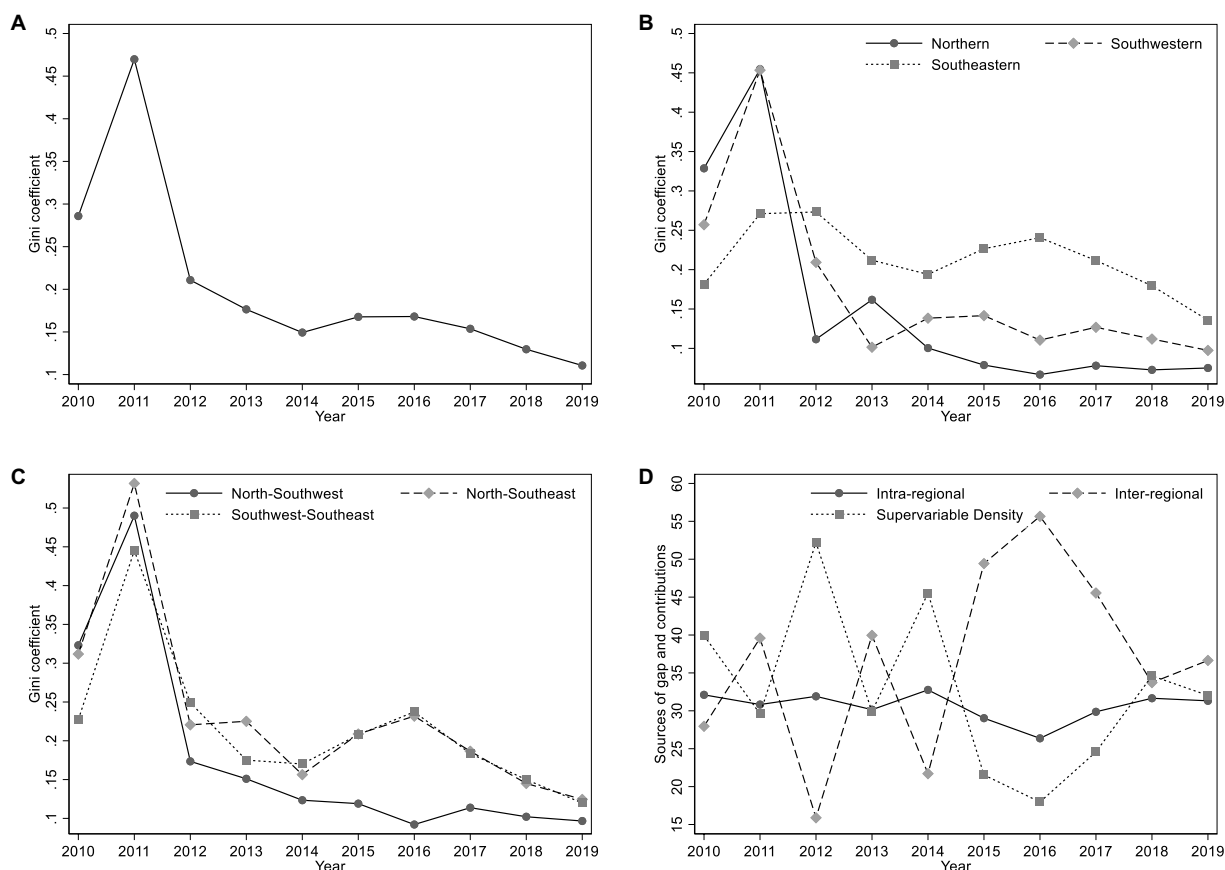 A
Gini coefficient
.5
.45
.4
.35
.3
.25
.2
.15
.1
2010 2011 2012 2013 2014 2015 2016 2017 2018 2019
Year
B
Northern Southwestern
Southeastern
Gini coefficient
.5
.45
.4
.35
.3
.25
.2
.15
.1
2010 2011 2012 2013 2014 2015 2016 2017 2018 2019
Year
C
North-Southwest North-Southeast
Southwest-Southeast
Gini coefficient
.5
.45
.4
.35
.3
.25
.2
.15
.1
2010 2011 2012 2013 2014 2015 2016 2017 2018 2019
Year
D
Intra-regional Inter-regional
Supervariable Density
Sources of gap and contributions
60
55
50
45
40
35
30
25
20
15
2010 2011 2012 2013 2014 2015 2016 2017 2018 2019
Year